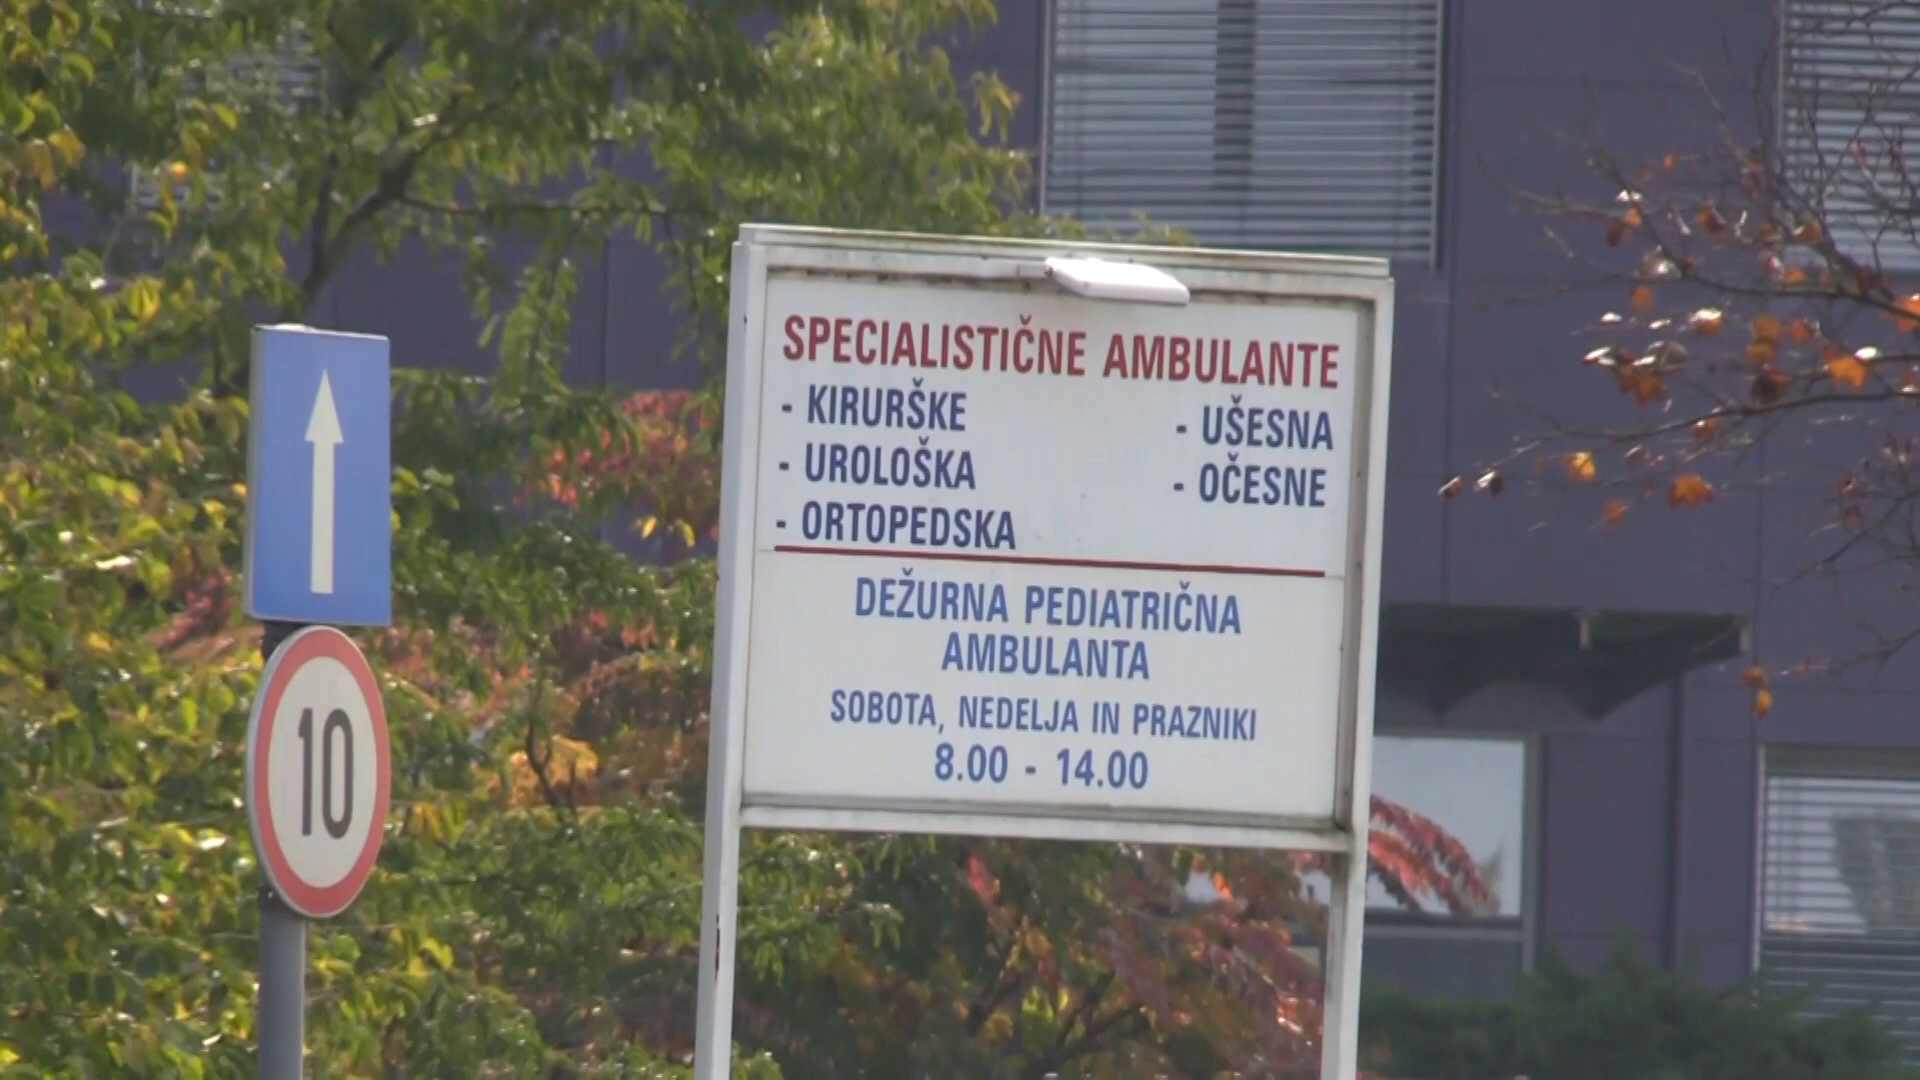 SPECIALISTIČNE AMBULANTE
- KIRURŠKE
- UROLOŠKA
- ORTOPEDSKA
- UŠESNA
- OČESNE
DEŽURNA PEDIATRIČNA
AMBULANTA
SOBOTA, NEDELJA IN PRAZNIKI
8.00 - 14.00
10